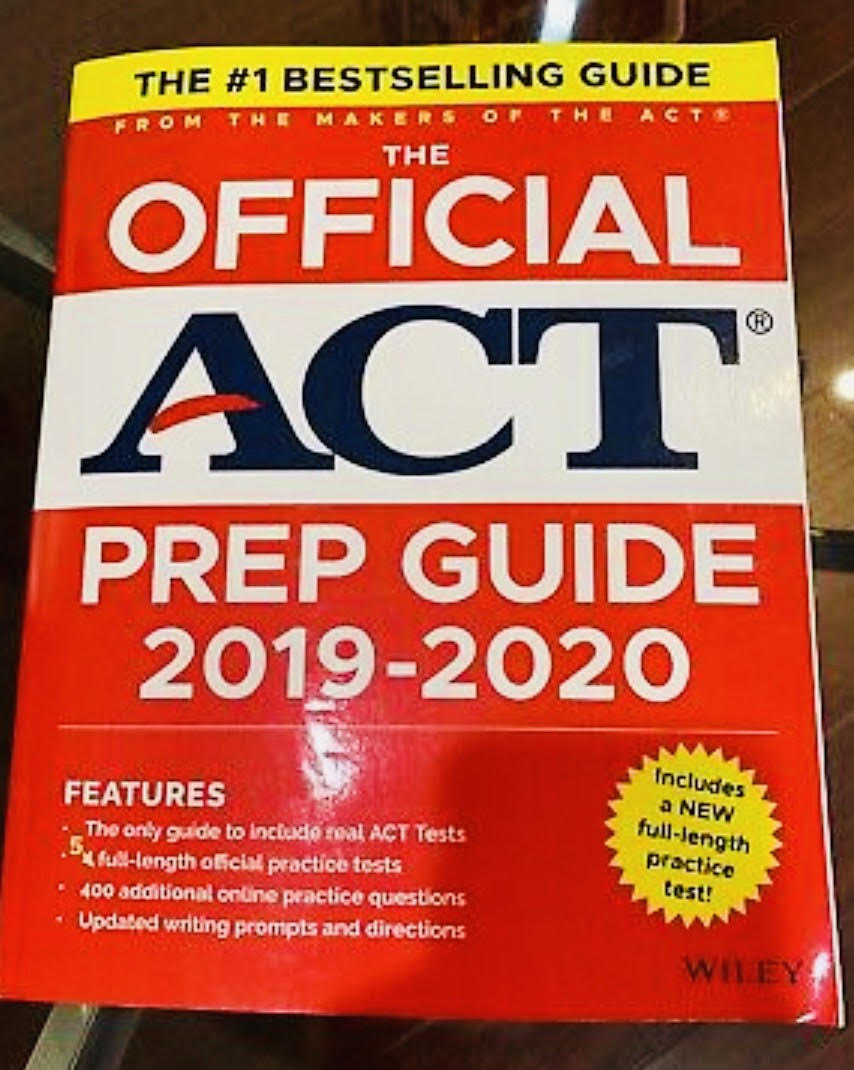 THE #1 BESTSELLING GUIDE
FROM THE MAKERS OF THE ACT®
THE
OFFICIAL
ACT®
PREP GUIDE
2019-2020
FEATURES
· The only guide to include real ACT Tests
· 5 4 full-length official practice tests
· 400 additional online practice questions
· Updated writing prompts and directions
Includes
a NEW
full-length
practice
test!
WILEY